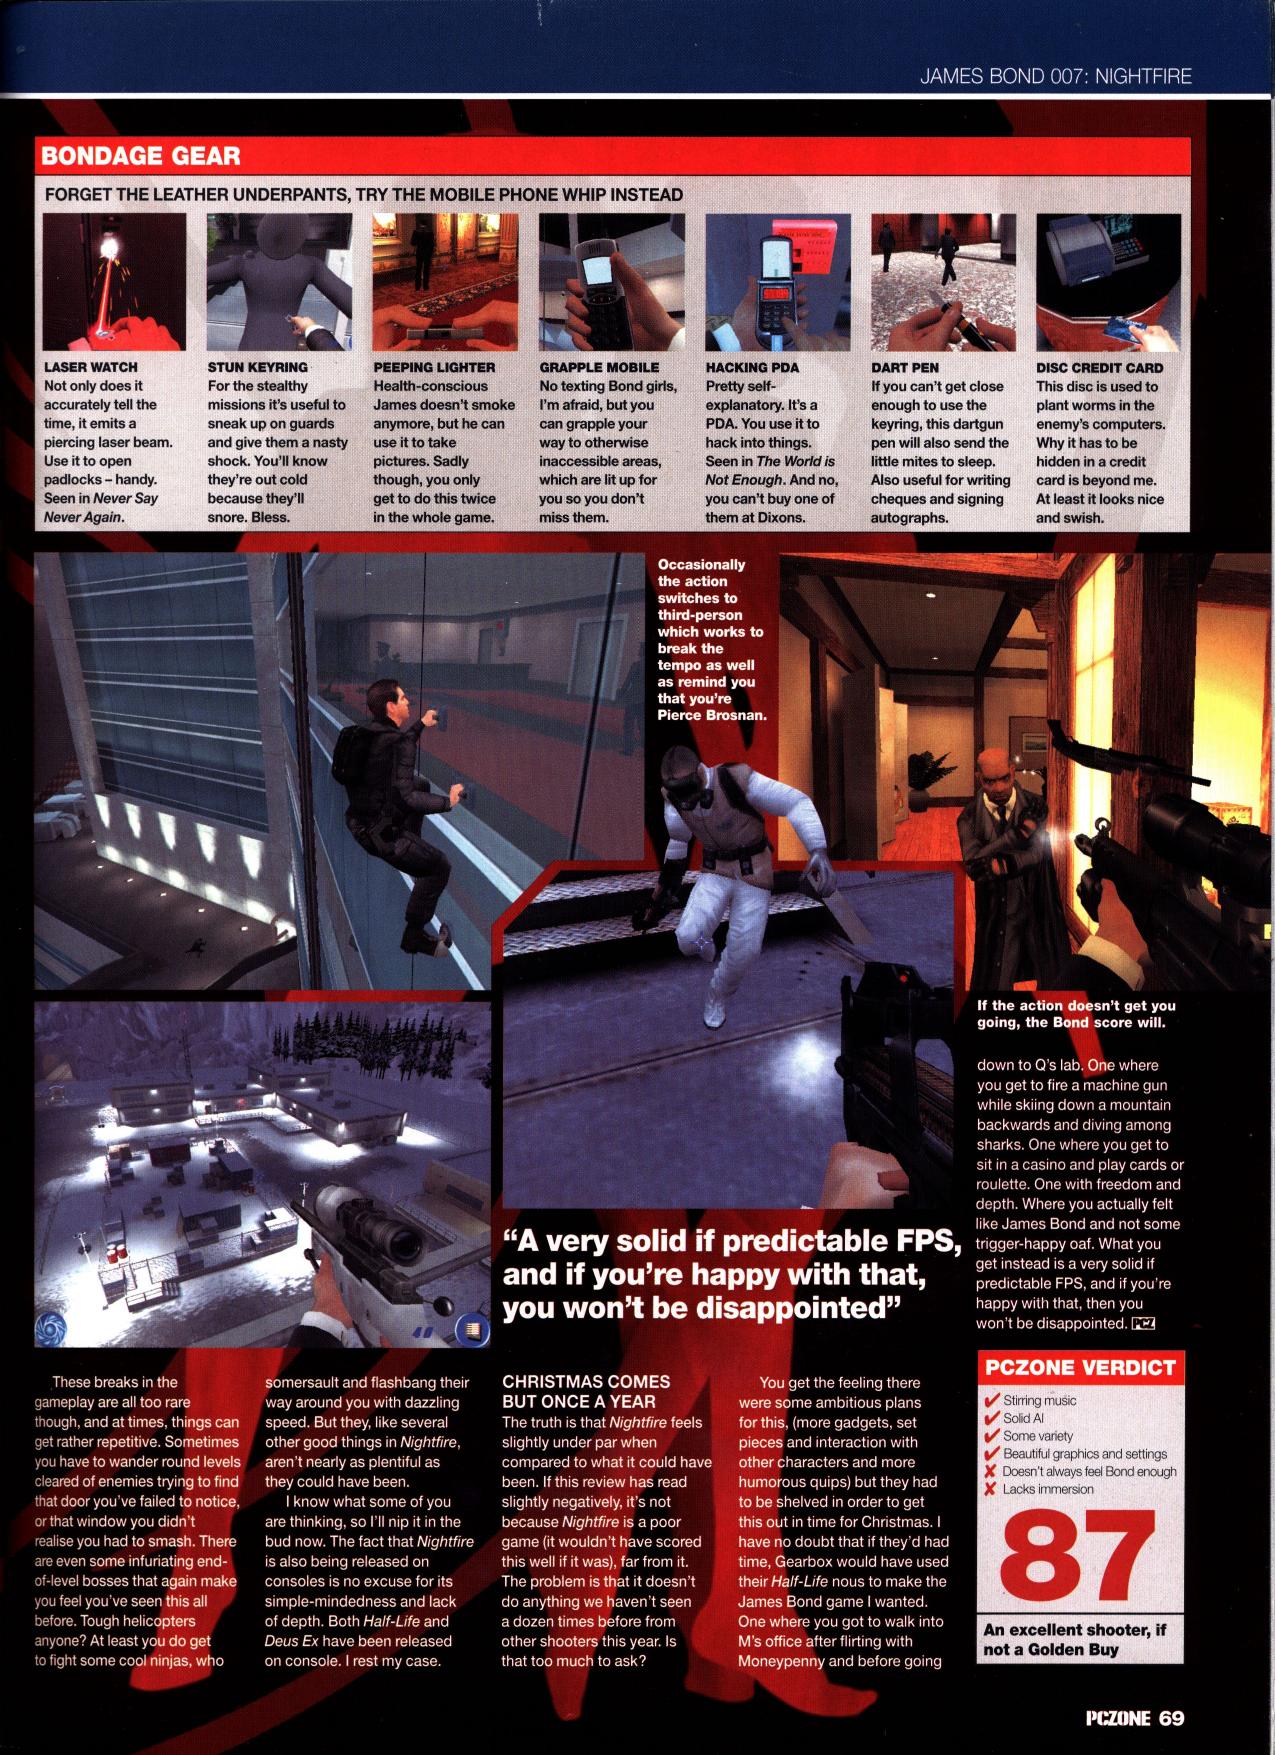 JAMES BOND 007: NIGHTFIRE
BONDAGE GEAR
FORGET THE LEATHER UNDERPANTS, TRY THE MOBILE PHONE WHIP INSTEAD
LASER WATCH
Not only does it
accurately tell the
time, it emits a
piercing laser beam.
Use it to open
padlocks – handy.
Seen in Never Say
Never Again.
STUN KEYRING
For the stealthy
missions it's useful to
sneak up on guards
and give them a nasty
shock. You'll know
they're out cold
because they'll
snore. Bless.
PEEPING LIGHTER
Health-conscious
James doesn't smoke
anymore, but he can
use it to take
pictures. Sadly
though, you only
get to do this twice
in the whole game.
GRAPPLE MOBILE
No texting Bond girls,
I'm afraid, but you
can grapple your
way to otherwise
inaccessible areas,
which are lit up for
you so you don't
miss them.
HACKING PDA
Pretty self-
explanatory. It's a
PDA. You use it to
hack into things.
Seen in The World is
Not Enough. And no,
you can't buy one of
them at Dixons.
DART PEN
If you can't get close
enough to use the
keyring, this dartgun
pen will also send the
little mites to sleep.
Also useful for writing
cheques and signing
autographs.
DISC CREDIT CARD
This disc is used to
plant worms in the
enemy's computers.
Why it has to be
hidden in a credit
card is beyond me.
At least it looks nice
and swish.
Occasionally
the action
switches to
third-person
which works to
break the
tempo as well
as remind you
that you're
Pierce Brosnan.
If the action doesn't get you
going, the Bond score will.
"A very solid if predictable FPS,
and if you're happy with that,
you won't be disappointed"
These breaks in the
gameplay are all too rare
though, and at times, things can
get rather repetitive. Sometimes
you have to wander round levels
cleared of enemies trying to find
that door you've failed to notice,
or that window you didn't
realise you had to smash. There
are even some infuriating end-
of-level bosses that again make
you feel you've seen this all
before. Tough helicopters
anyone? At least you do get
to fight some cool ninjas, who
somersault and flashbang their
way around you with dazzling
speed. But they, like several
other good things in Nightfire,
aren't nearly as plentiful as
they could have been.
I know what some of you
are thinking, so I'll nip it in the
bud now. The fact that Nightfire
is also being released on
consoles is no excuse for its
simple-mindedness and lack
of depth. Both Half-Life and
Deus Ex have been released
on console. I rest my case.
CHRISTMAS COMES
BUT ONCE A YEAR
The truth is that Nightfire feels
slightly under par when
compared to what it could have
been. If this review has read
slightly negatively, it's not
because Nightfire is a poor
game (it wouldn't have scored
this well if it was), far from it.
The problem is that it doesn't
do anything we haven't seen
a dozen times before from
other shooters this year. Is
that too much to ask?
You get the feeling there
were some ambitious plans
for this, (more gadgets, set
pieces and interaction with
other characters and more
humorous quips) but they had
to be shelved in order to get
this out in time for Christmas. I
have no doubt that if they'd had
time, Gearbox would have used
their Half-Life nous to make the
James Bond game I wanted.
One where you got to walk into
M's office after flirting with
Moneypenny and before going
down to Q's lab. One where
you get to fire a machine gun
while skiing down a mountain
backwards and diving among
sharks. One where you get to
sit in a casino and play cards or
roulette. One with freedom and
depth. Where you actually felt
like James Bond and not some
trigger-happy oaf. What you
get instead is a very solid if
predictable FPS, and if you're
happy with that, then you
won't be disappointed. PCZ
PCZONE VERDICT
Stirring music
Solid AI
Some variety
Beautiful graphics and settings
Doesn't always feel Bond enough
Lacks immersion
87
An excellent shooter, if
not a Golden Buy
PCZONE 69